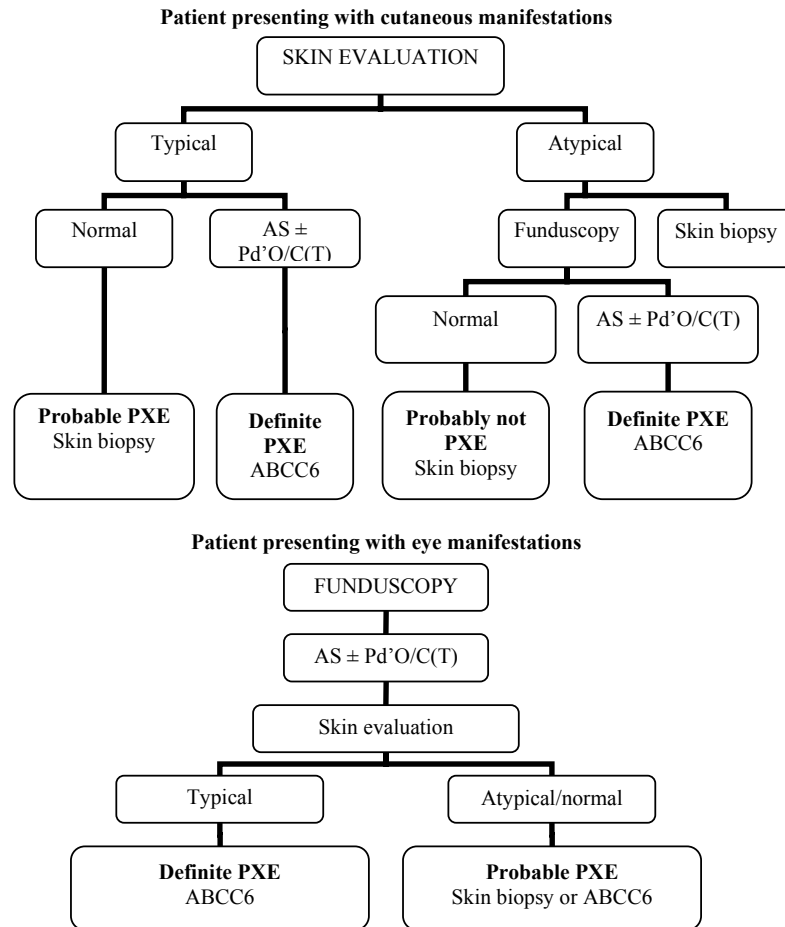 Patient presenting with cutaneous manifestations
SKIN EVALUATION
Typical
Atypical
Normal
AS ±
Pd’O/C(T)
Funduscopy
Skin biopsy
Normal
AS ± Pd’O/C(T)
Probable PXE
Skin biopsy
Definite
PXE
ABCC6
Probably not
PXE
Skin biopsy
Definite PXE
ABCC6
Patient presenting with eye manifestations
FUNDUSCOPY
AS ± Pd’O/C(T)
Skin evaluation
Typical
Atypical/normal
Definite PXE
ABCC6
Probable PXE
Skin biopsy or ABCC6